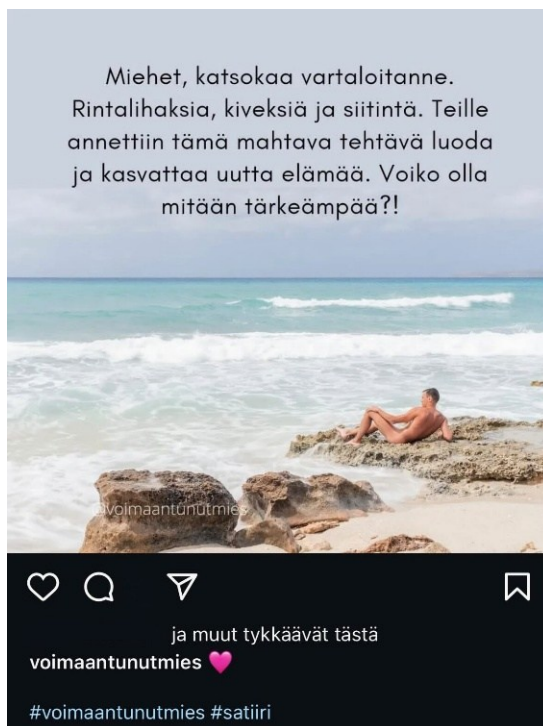 Miehet, katsokaa vartaloitanne.
Rintalihaksia, kiveksiä ja siitintä. Teille
annettiin tämä mahtava tehtävä luoda
ja kasvattaa uutta elämää. Voiko olla
mitään tärkeämpää?!
@voimaantunutmies
ja muut tykkäävät tästä
voimaantunutmies 🩷
#voimaantunutmies #satiiri